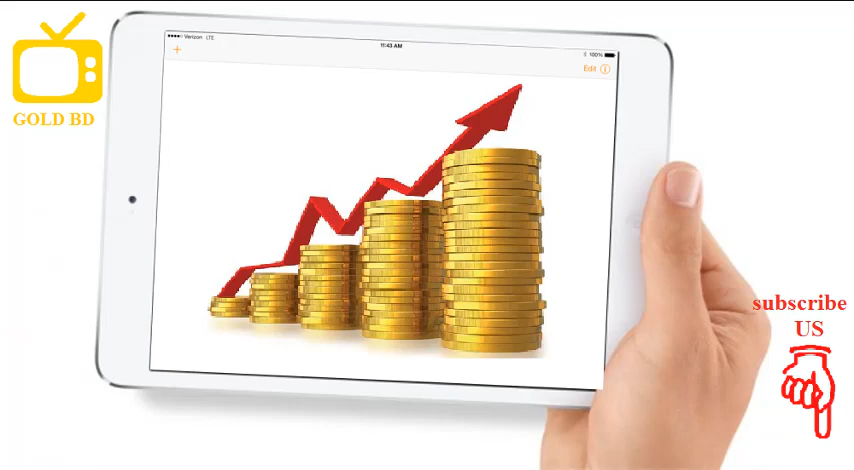 Verizon LTE
11:43 AM
100%
Edit
GOLD BD
subscribe
US